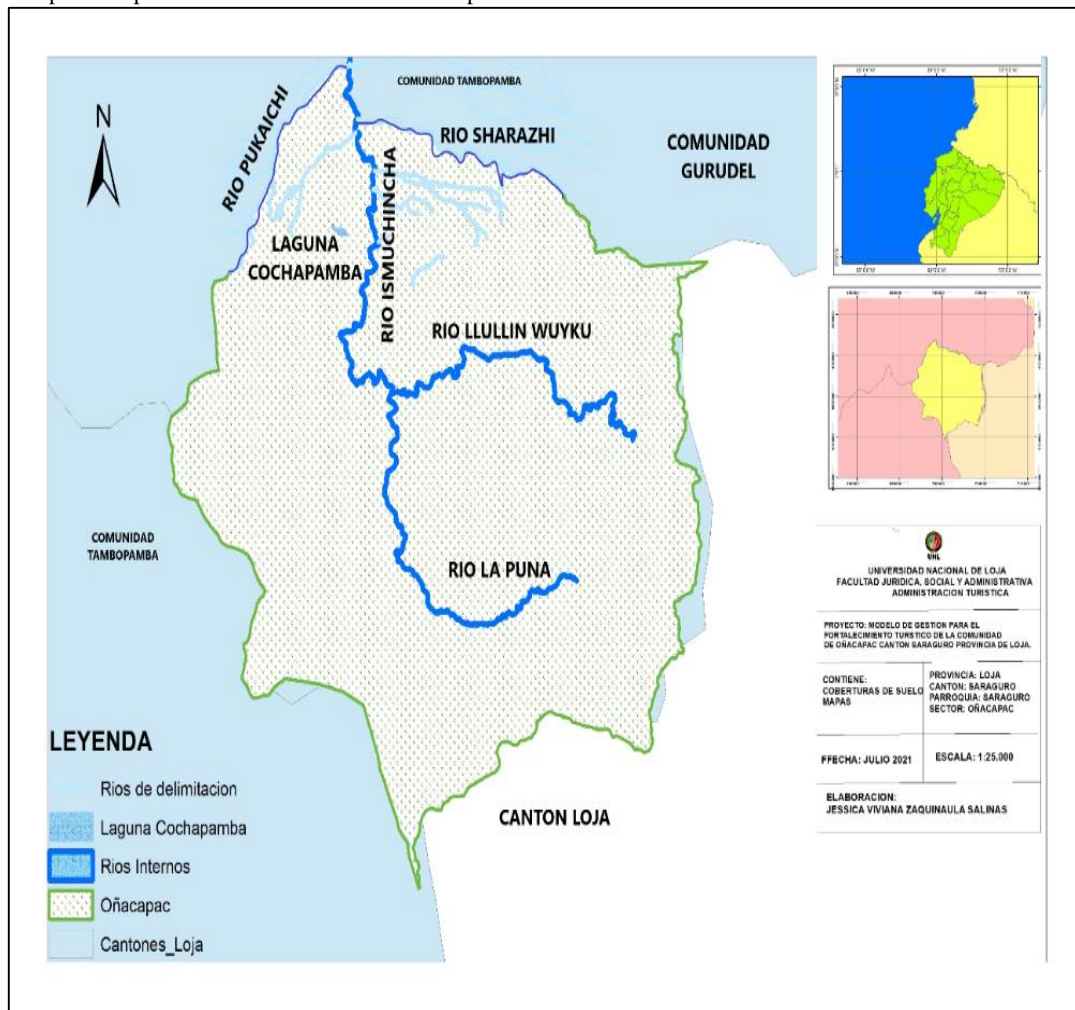 N
COMUNIDAD TAMBOPAMBA
RIO PUKAICHI
RIO SHARAZHI
COMUNIDAD
GURUDEL
RIO ISMUCHINCHA
LAGUNA
COCHAPAMBA
RIO LLULLIN WUYKU
COMUNIDAD
TAMBOPAMBA
RIO LA PUNA
CANTON LOJA
LEYENDA
Rios de delimitacion
Laguna Cochapamba
Rios Internos
Oñacapac
Cantones_Loja
UNL
UNIVERSIDAD NACIONAL DE LOJA
FACULTAD JURIDICA, SOCIAL Y ADMINISTRATIVA
ADMINISTRACION TURISTICA
PROYECTO: MODELO DE GESTION PARA EL
FORTALECIMIENTO TURSTICO DE LA COMUNIDAD
DE OÑACAPAC CANTON SARAGURO PROVINCIA DE LOJA.
CONTIENE:
COBERTURAS DE SUELO
MAPAS
PROVINCIA: LOJA
CANTON: SARAGURO
PARROQUIA: SARAGURO
SECTOR: OÑACAPAC
FFECHA: JULIO 2021
ESCALA: 1:25.000
ELABORACION:
JESSICA VIVIANA ZAQUINAULA SALINAS